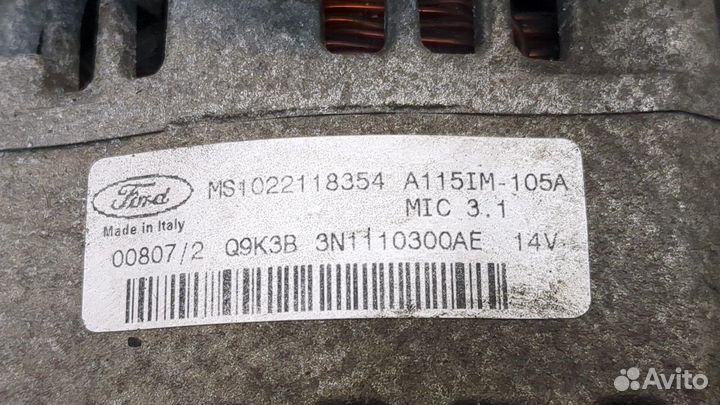 Ford MS1022118354 A115IM-105A
Made in Italy MIC 3.1
00807/2 Q9K3B 3N1110300AE 14V
Avito